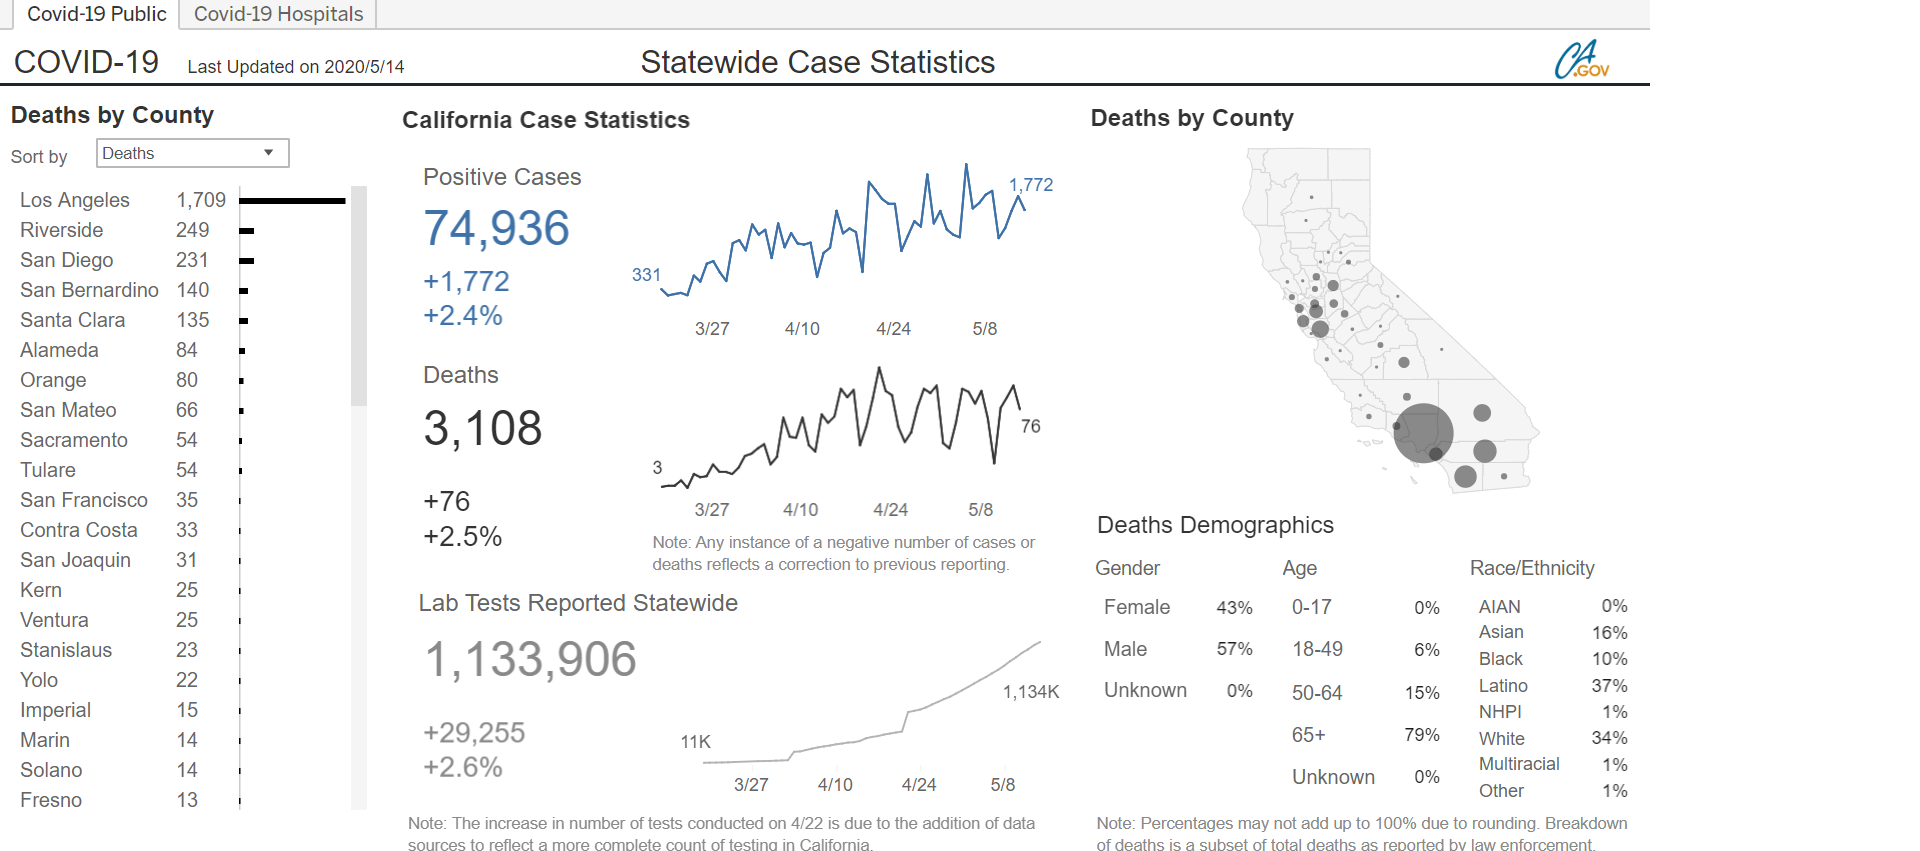 Covid-19 Public
Covid-19 Hospitals
COVID-19
Last Updated on 2020/5/14
Statewide Case Statistics
CA
.GOV
Deaths by County
Sort by
Deaths
Los Angeles 1,709
Riverside 249
San Diego 231
San Bernardino 140
Santa Clara 135
Alameda 84
Orange 80
San Mateo 66
Sacramento 54
Tulare 54
San Francisco 35
Contra Costa 33
San Joaquin 31
Kern 25
Ventura 25
Stanislaus 23
Yolo 22
Imperial 15
Marin 14
Solano 14
Fresno 13
California Case Statistics
Positive Cases
74,936
+1,772
+2.4%
331
1,772
3/27 4/10 4/24 5/8
Deaths
3,108
+76
+2.5%
3
76
3/27 4/10 4/24 5/8
Note: Any instance of a negative number of cases or
deaths reflects a correction to previous reporting.
Lab Tests Reported Statewide
1,133,906
+29,255
+2.6%
11K
1,134K
3/27 4/10 4/24 5/8
Note: The increase in number of tests conducted on 4/22 is due to the addition of data
sources to reflect a more complete count of testing in California.
Deaths by County
Deaths Demographics
Gender
Female 43%
Male 57%
Unknown 0%
Age
0-17 0%
18-49 6%
50-64 15%
65+ 79%
Unknown 0%
Race/Ethnicity
AIAN 0%
Asian 16%
Black 10%
Latino 37%
NHPI 1%
White 34%
Multiracial 1%
Other 1%
Note: Percentages may not add up to 100% due to rounding. Breakdown
of deaths is a subset of total deaths as reported by law enforcement.